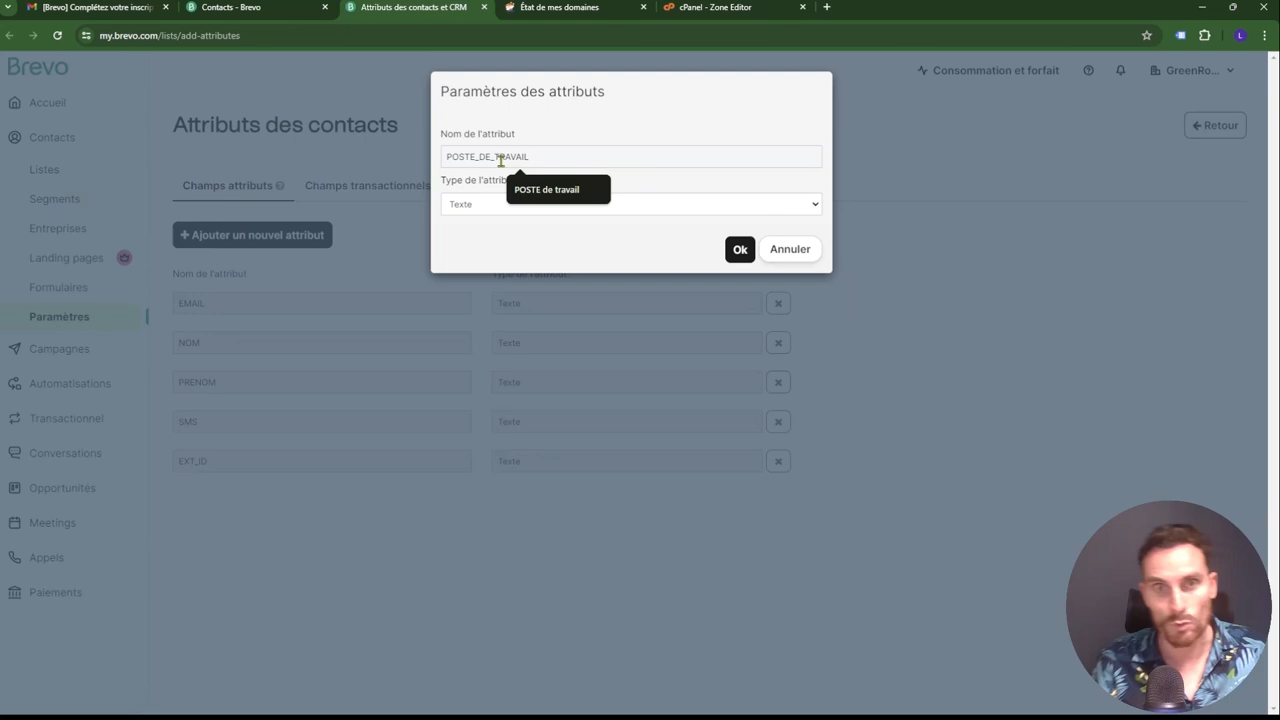 [Brevo] Complétez votre inscrip
Contacts - Brevo
Attributs des contacts et CRM
État de mes domaines
cPanel - Zone Editor
my.brevo.com/lists/add-attributes
L
Brevo
Consommation et forfait
GreenRo...
Accueil
Contacts
Listes
Segments
Entreprises
Landing pages
Formulaires
Paramètres
Campagnes
Automatisations
Transactionnel
Conversations
Opportunités
Meetings
Appels
Paiements
Attributs des contacts
Retour
Champs attributs
Champs transactionnels
Ajouter un nouvel attribut
Nom de l'attribut
Type de l'attribut
EMAIL
Texte
NOM
Texte
PRENOM
Texte
SMS
Texte
EXT_ID
Texte
Paramètres des attributs
Nom de l'attribut
POSTE_DE_TRAVAIL
Type de l'attrib
POSTE de travail
Texte
Ok
Annuler